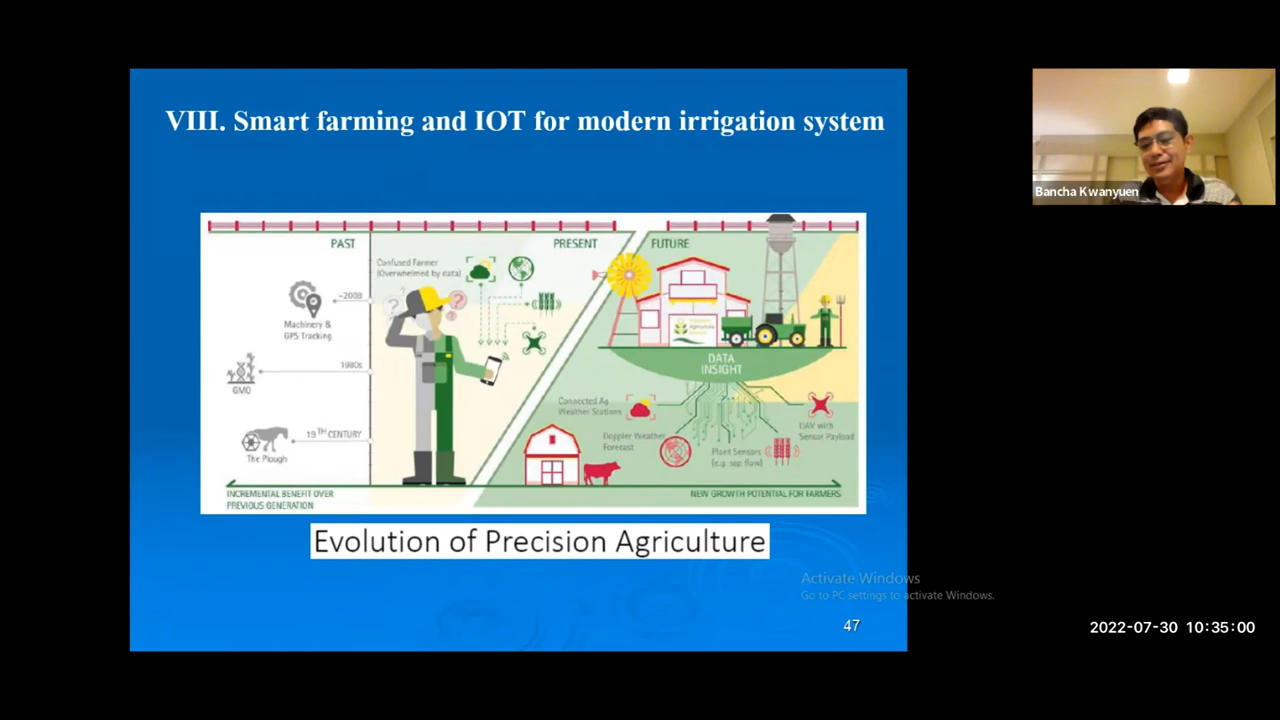 VIII. Smart farming and IOT for modern irrigation system
Bancha Kwanyuen
PAST
PRESENT
FUTURE
Confused Farmer
(Overwhelmed by data)
~2008
Machinery &
GPS Tracking
1980s
GMO
19TH CENTURY
The Plough
DATA
INSIGHT
Connected Ag
Weather Stations
Doppler Weather
Forecast
Plant Sensors
(e.g. sap flow)
UAV with
Sensor Payload
INCREMENTAL BENEFIT OVER
PREVIOUS GENERATION
NEW GROWTH POTENTIAL FOR FARMERS
Evolution of Precision Agriculture
Activate Windows
Go to PC settings to activate Windows.
47
2022-07-30 10:35:00